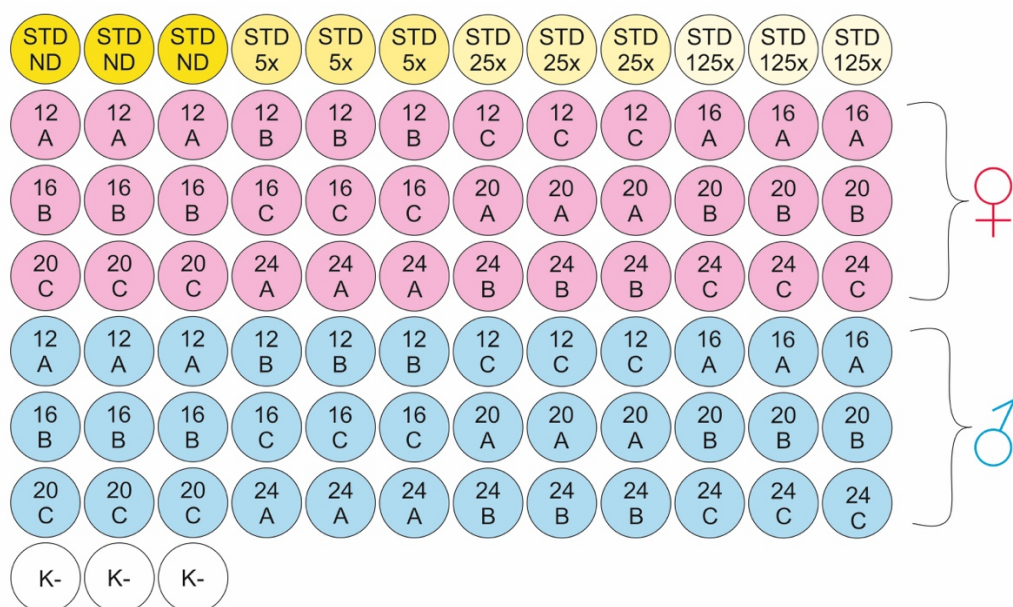 STD STD STD STD STD STD STD STD STD STD STD STD
ND ND ND 5x 5x 5x 25x 25x 25x 125x 125x 125x
12 12 12 12 12 12 12 12 12 16 16 16
A A A B B B C C C A A A
16 16 16 16 16 16 20 20 20 20 20 20
B B B C C C A A A B B B
20 20 20 24 24 24 24 24 24 24 24 24
C C C A A A B B B C C C
12 12 12 12 12 12 12 12 12 16 16 16
A A A B B B C C C A A A
16 16 16 16 16 16 20 20 20 20 20 20
B B B C C C A A A B B B
20 20 20 24 24 24 24 24 24 24 24 24
C C C A A A B B B C C C
K- K- K-